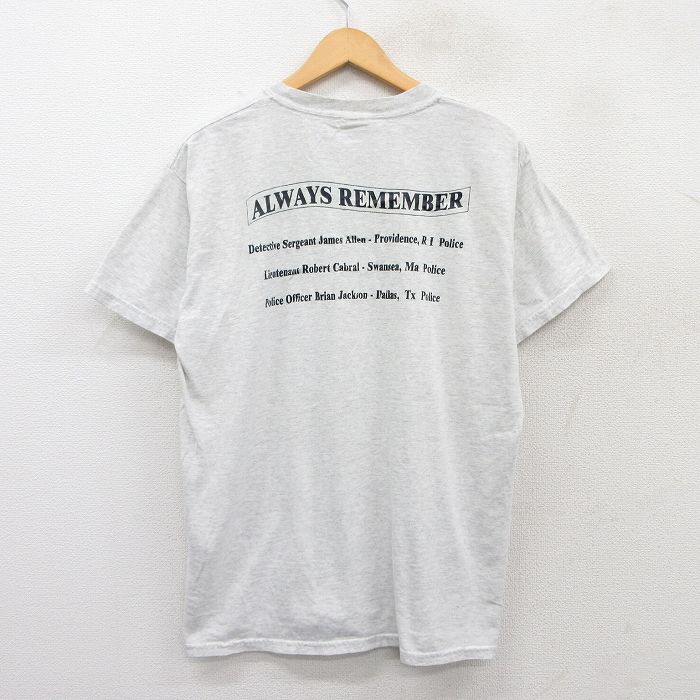 ALWAYS REMEMBER
Detective Sergeant James Allen - Providence, R I Police
Lieutenant Robert Cabral - Swansea, Ma Police
Police Officer Brian Jackson - Dallas, Tx Police